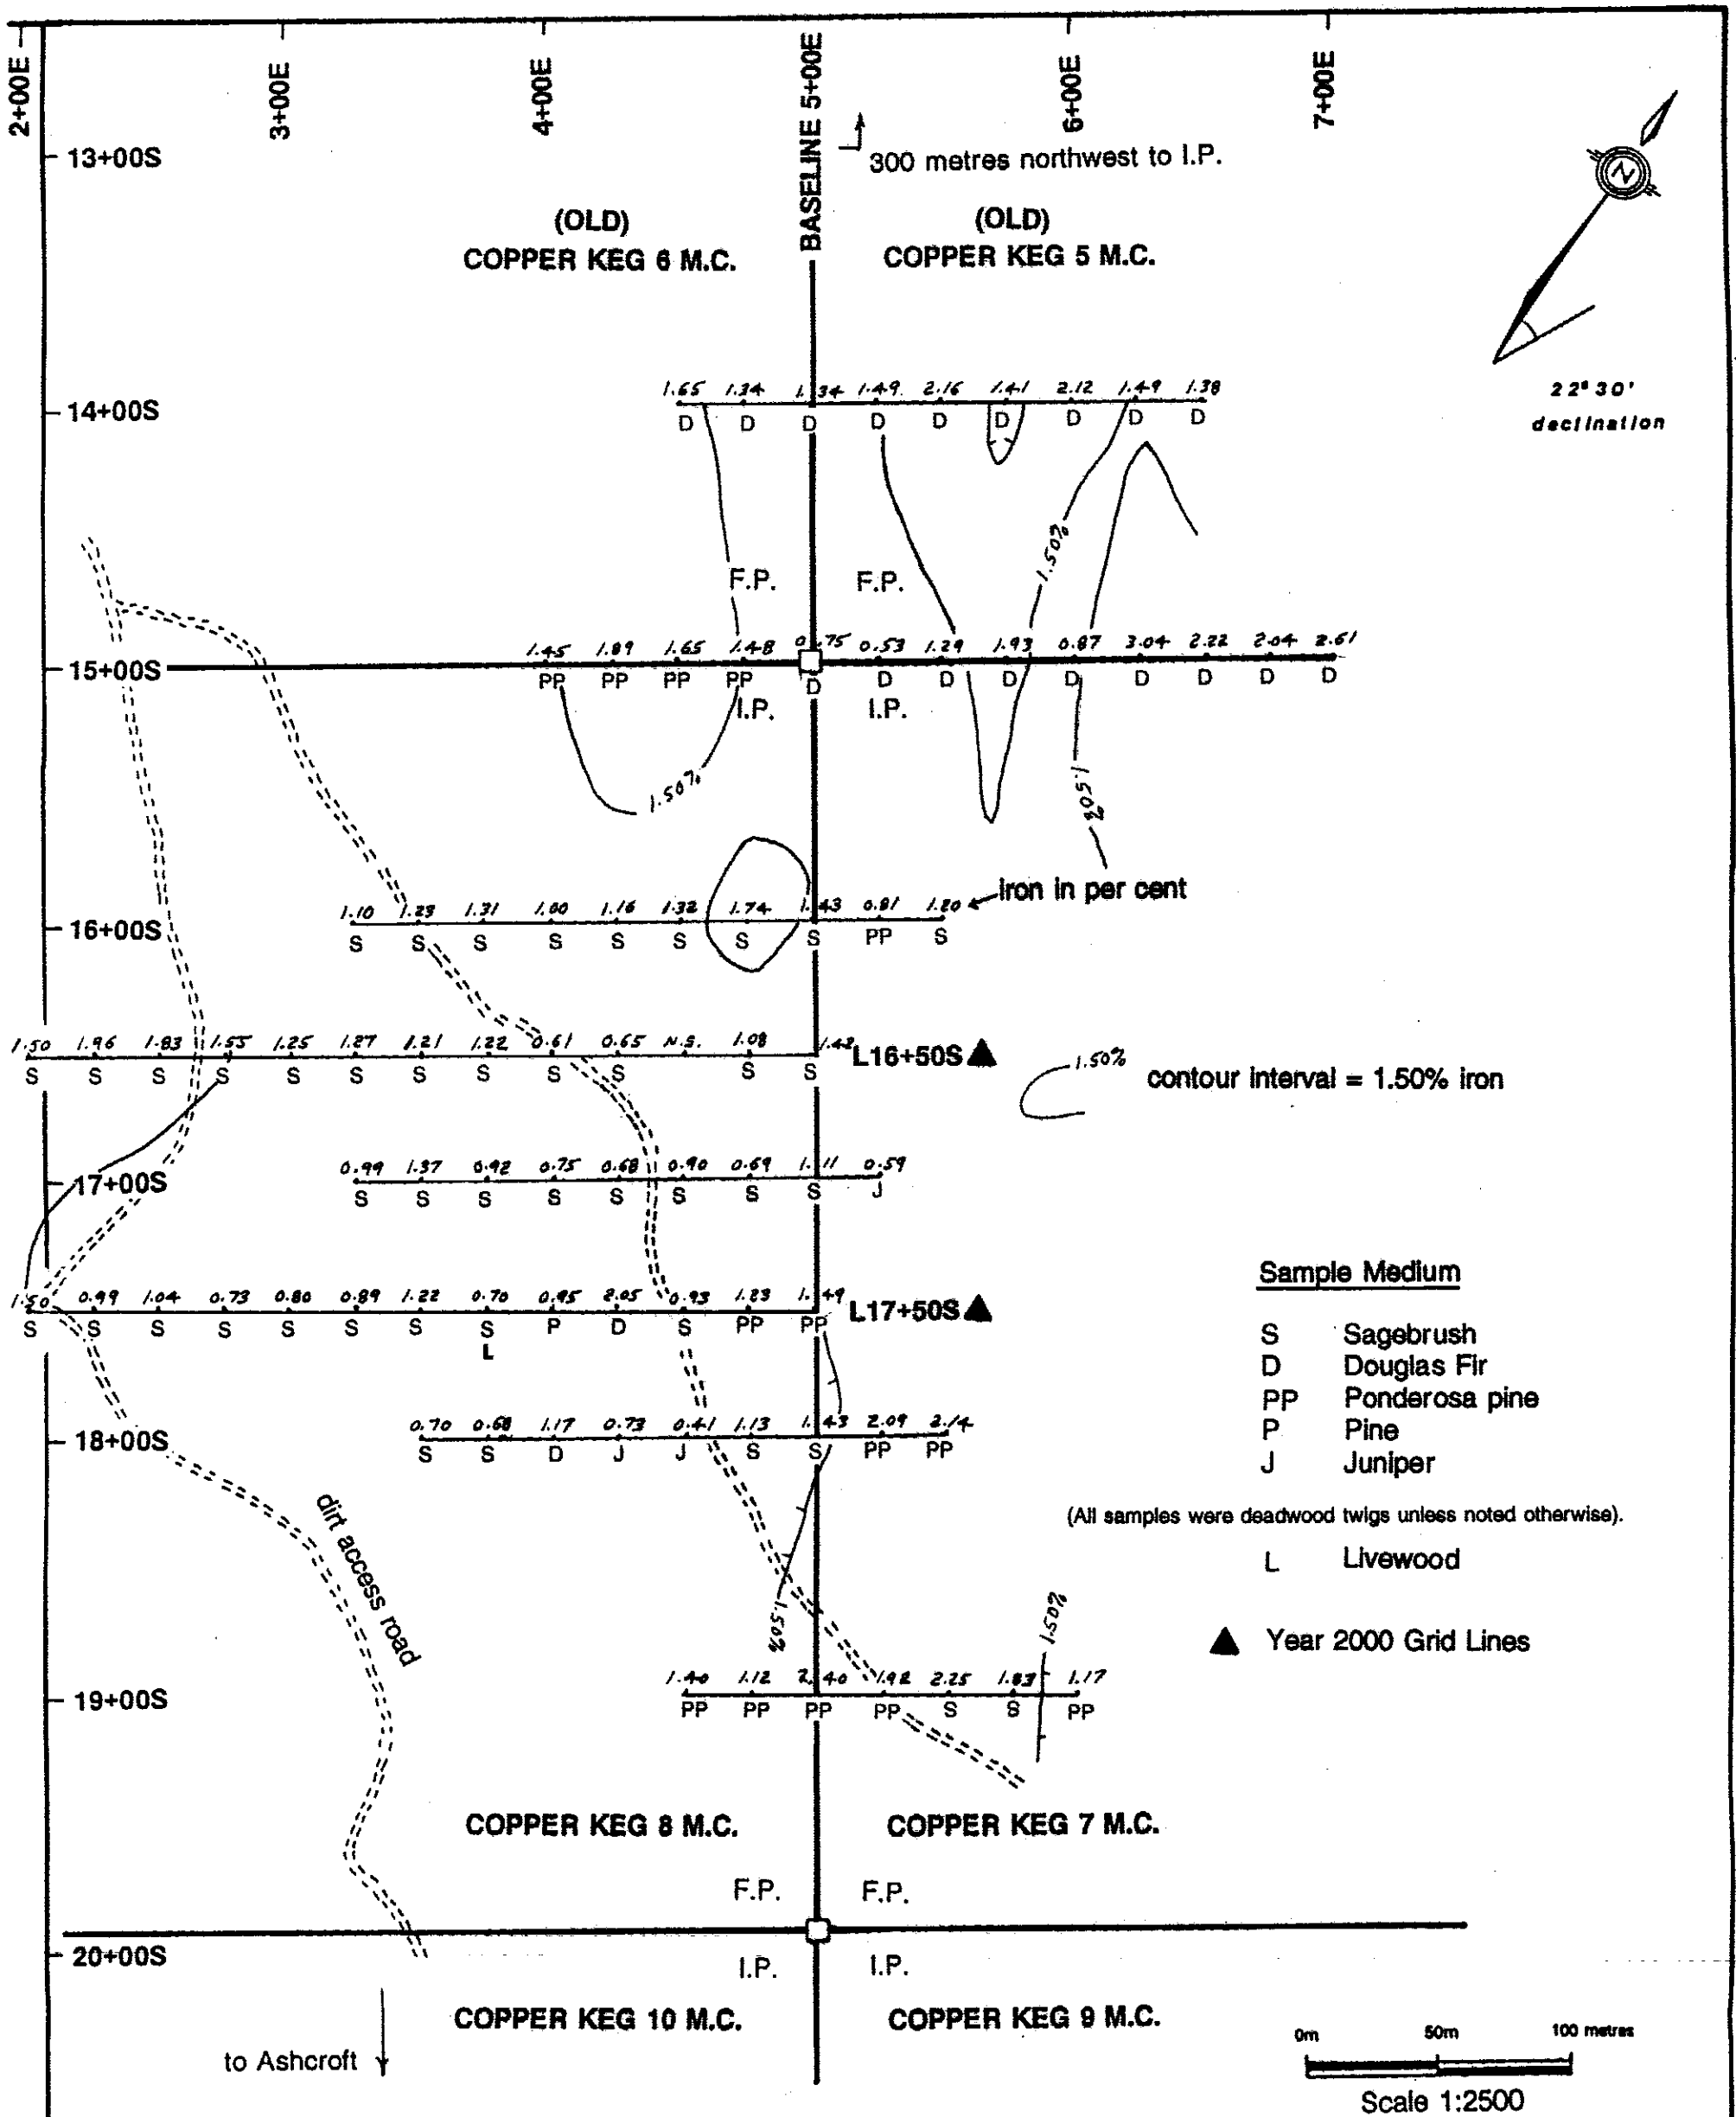 2+00E 3+00E 4+00E BASELINE 5+00E 6+00E 7+00E
13+00S
300 metres northwest to I.P.
(OLD) (OLD)
COPPER KEG 6 M.C. COPPER KEG 5 M.C.
N
22°30'
declination
1.65 1.34 1.34 1.49 2.16 1.41 2.12 1.49 1.38
14+00S
D D D D D D D D D
1.50%
F.P. F.P.
1.45 1.89 1.65 1.48 0.75 0.53 1.29 1.93 0.87 3.04 2.22 2.04 2.61
15+00S
PP PP PP PP D D D D D D D D D
I.P. I.P.
1.50% 1.50%
iron in per cent
1.10 1.23 1.31 1.00 1.16 1.32 1.74 1.43 0.81 1.20
16+00S
S S S S S S S S PP S
1.50 1.96 1.83 1.55 1.25 1.27 1.21 1.22 0.61 0.65 N.S. 1.08 1.42 L16+50S
S S S S S S S S S S S S
1.50%
contour interval = 1.50% iron
0.99 1.37 0.92 0.75 0.68 0.90 0.69 1.11 0.59
17+00S
S S S S S S S S J
1.50 0.99 1.04 0.73 0.80 0.89 1.22 0.70 0.95 2.05 0.93 1.23 1.49 L17+50S
S S S S S S S S P D S PP PP
L
Sample Medium
S Sagebrush
D Douglas Fir
PP Ponderosa pine
P Pine
J Juniper
(All samples were deadwood twigs unless noted otherwise).
L Livewood
Year 2000 Grid Lines
0.70 0.68 1.17 0.73 0.41 1.13 1.43 2.09 2.14
18+00S
S S D J J S S PP PP
dirt access road
1.50% 1.50%
1.40 1.12 2.40 1.92 2.25 1.83 1.17
19+00S
PP PP PP PP S S PP
COPPER KEG 8 M.C. COPPER KEG 7 M.C.
F.P. F.P.
20+00S
I.P. I.P.
COPPER KEG 10 M.C. COPPER KEG 9 M.C.
to Ashcroft
0m 50m 100 metres
Scale 1:2500